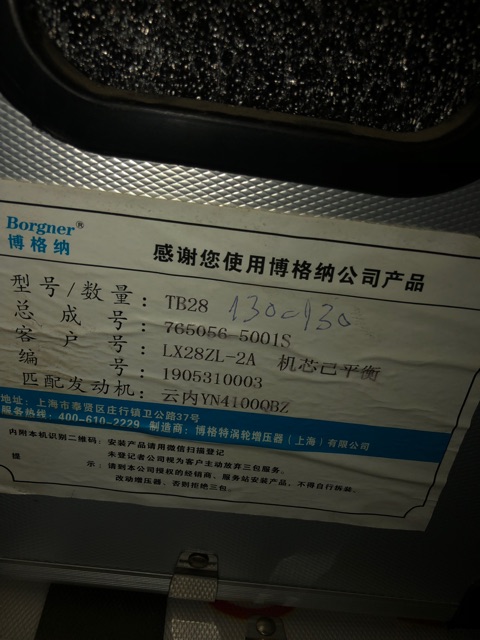 Borgner®
博格纳
感谢您使用博格纳公司产品
型号/数量：TB28 130-130
总成号：765056-5001S
客户号：LX28ZL-2A 机芯已平衡
编号：1905310003
匹配发动机：云内YN4100QBZ
地址：上海市奉贤区庄行镇卫公路37号
服务热线：400-610-2229 制造商：博格特涡轮增压器（上海）有限公司
内附本机识别二维码：安装产品请用微信扫描登记
未登记者公司视为客户主动放弃三包服务。
提示：请到本公司授权的经销商、服务站安装产品，不得自行拆装、
改动增压器，否则拒绝三包。